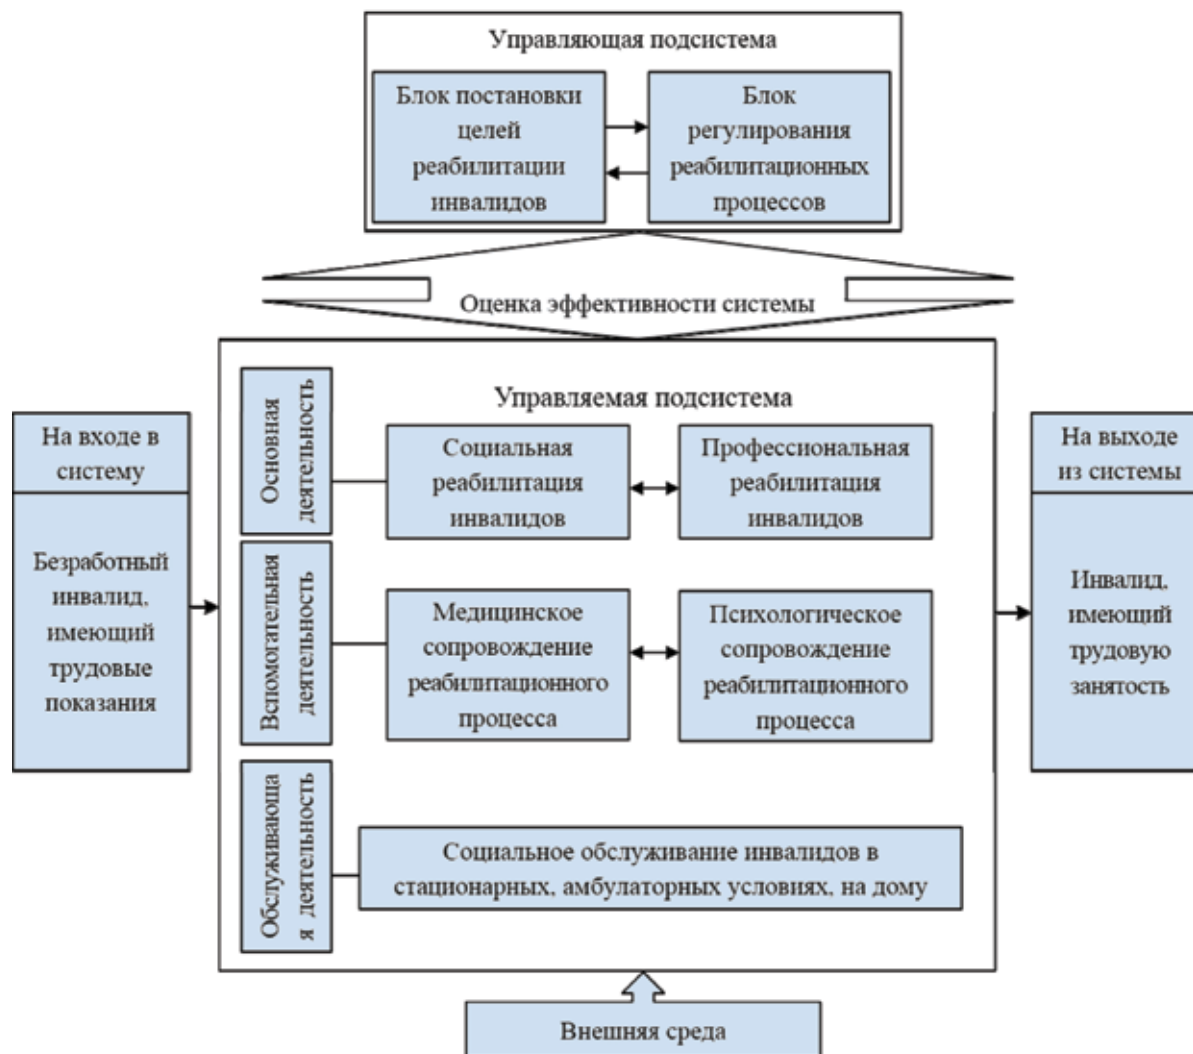 Управляющая подсистема
Блок постановки
целей
реабилитации
инвалидов
Блок
регулирования
реабилитационных
процессов
Оценка эффективности системы
На входе в
систему
Безработный
инвалид,
имеющий
трудовые
показания
Управляемая подсистема
Основная
деятельность
Социальная
реабилитация
инвалидов
Профессиональная
реабилитация
инвалидов
Вспомогательная
деятельность
Медицинское
сопровождение
реабилитационного
процесса
Психологическое
сопровождение
реабилитационного
процесса
Обслуживающа
я деятельность
Социальное обслуживание инвалидов в
стационарных, амбулаторных условиях, на дому
На выходе
из системы
Инвалид,
имеющий
трудовую
занятость
Внешняя среда